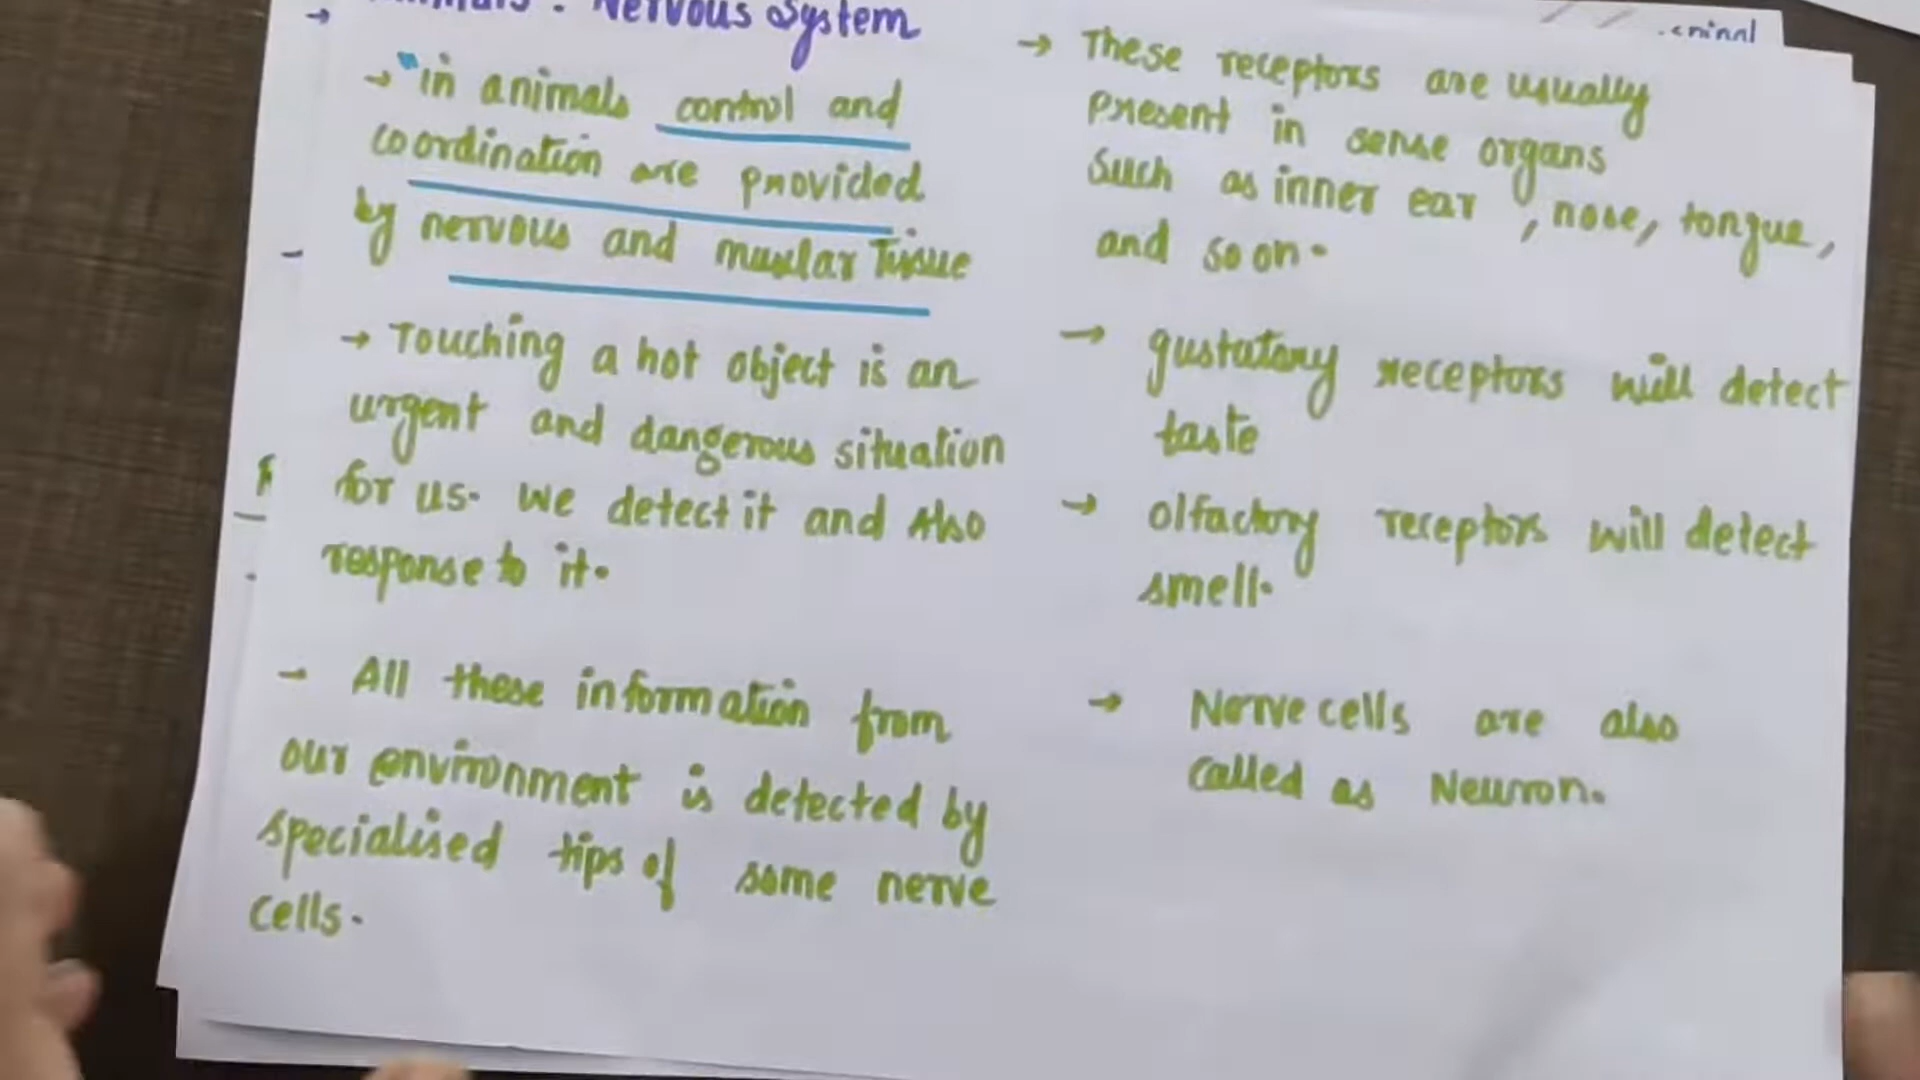 Nervous System
→ "in animals control and
coordination are provided
by nervous and muscular Tissue
→ Touching a hot object is an
urgent and dangerous situation
for us. we detect it and Also
response to it.
- All these information from
our environment is detected by
specialised tips of some nerve
cells.
→ These receptors are usually
present in sense organs
such as inner ear, nose, tongue,
and so on.
→ gustatory receptors will detect
taste
→ olfactory receptors will detect
smell.
→ Nerve cells are also
called as Neuron.